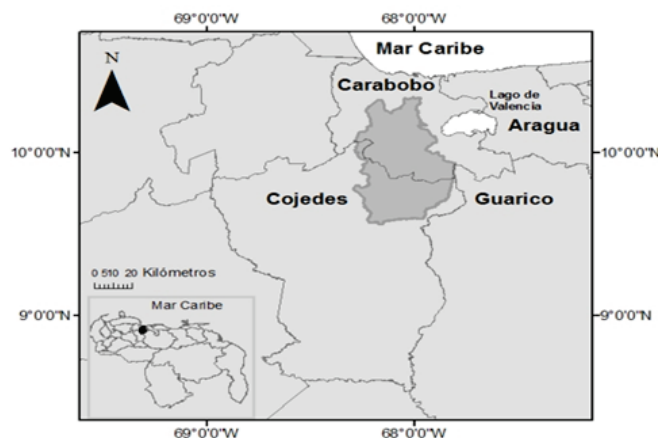 69°0'0"W 68°0'0"W
N
Mar Caribe
Carabobo
Lago de
Valencia
Aragua
10°0'0"N 10°0'0"N
Cojedes Guarico
0 510 20 Kilómetros
Mar Caribe
9°0'0"N 9°0'0"N
69°0'0"W 68°0'0"W